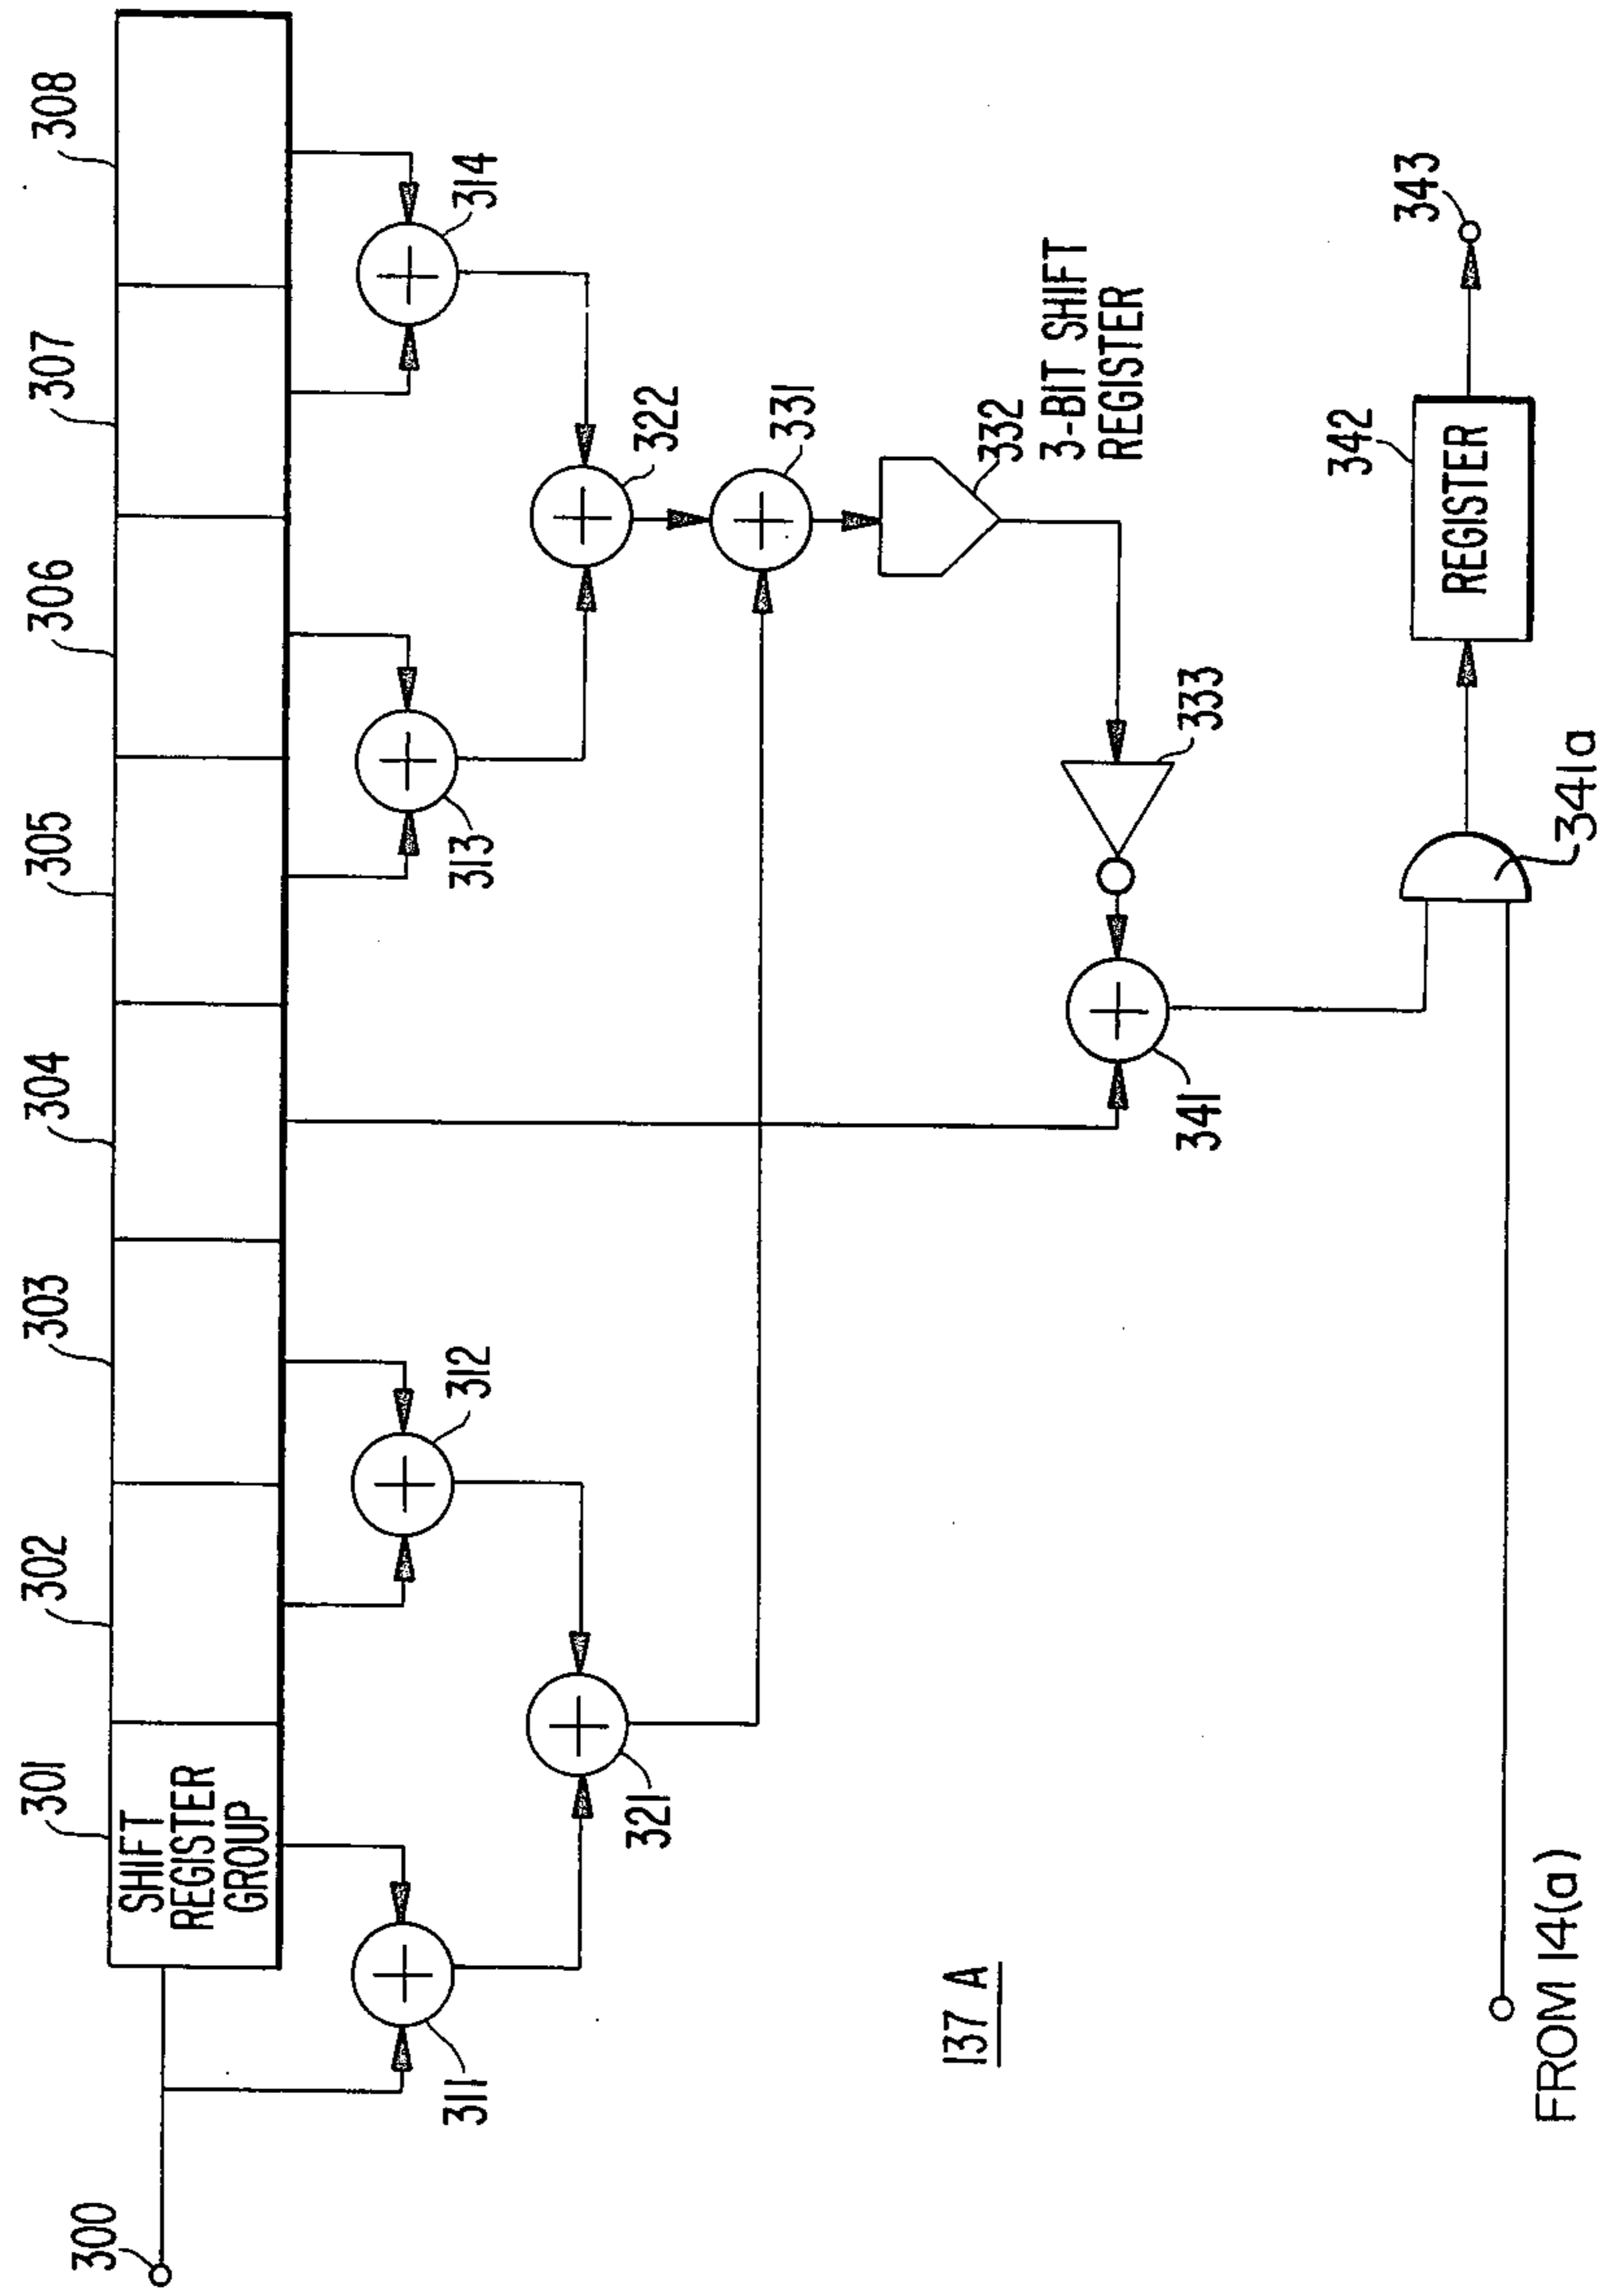 300
301
302
303
304
305
306
307
308
SHIFT
REGISTER
GROUP
311
312
313
314
321
322
331
332
3-BIT SHIFT
REGISTER
333
341
137 A
341a
342
REGISTER
343
FROM 14(a)